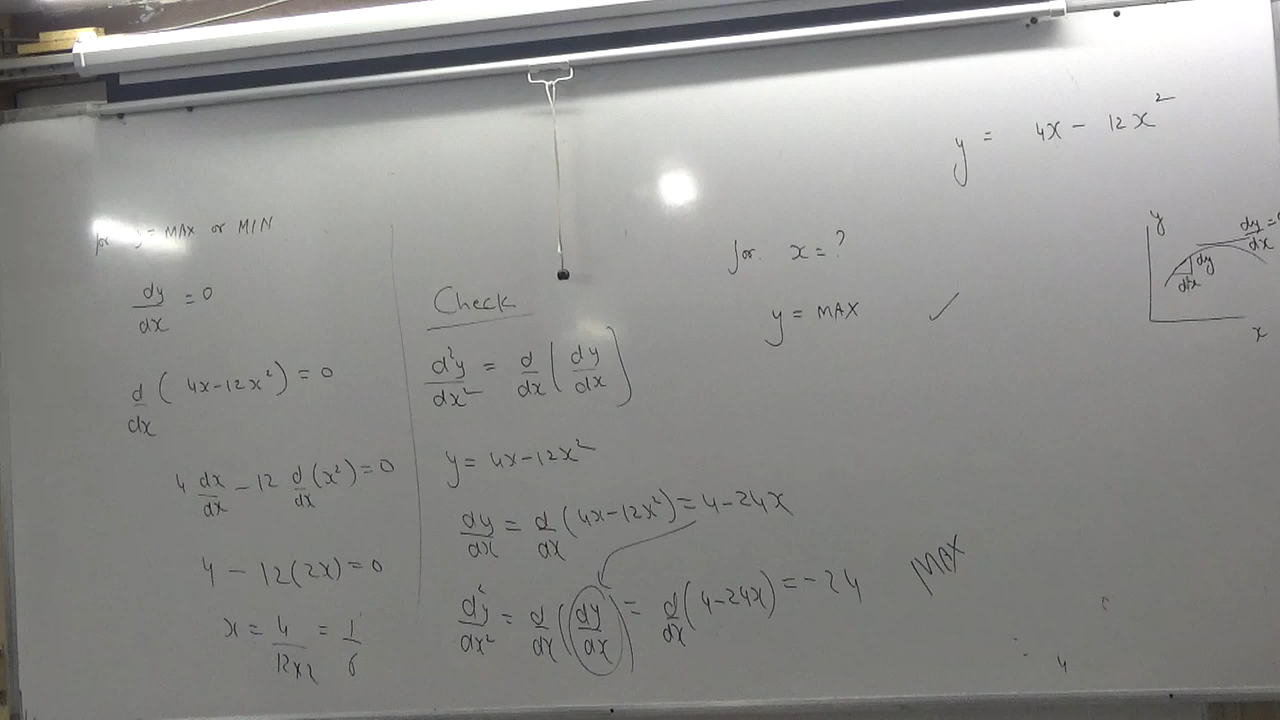 y = 4x - 12x²
for y = MAX or MIN
dy/dx = 0
d/dx ( 4x-12x² ) = 0
4 dx/dx - 12 d/dx (x²) = 0
4 - 12(2x) = 0
x = 4/12x2 = 1/6
Check
d²y/dx² = d/dx ( dy/dx )
y = 4x-12x²
dy/dx = d/dx (4x-12x²) = 4-24x
d²y/dx² = d/dx ( dy/dx ) = d/dx (4-24x) = -24 MAX
for x = ?
y = MAX ✓
y
dy/dx =
dy
dx
x